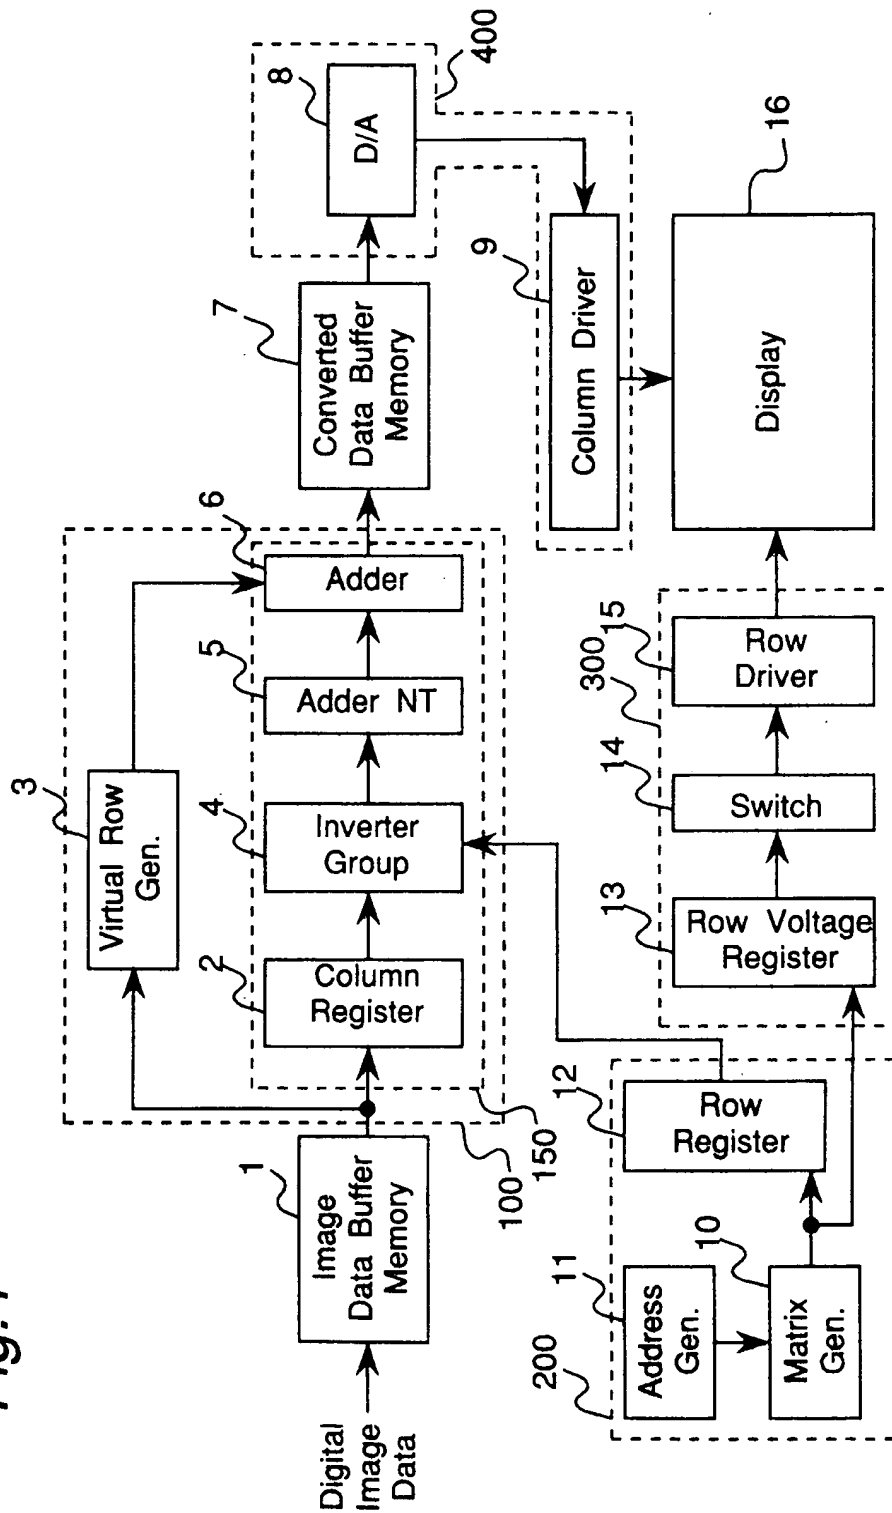 Fig. 1
3
Virtual Row
Gen.
6
8
400
2
4
5
7
1
Digital
Image
Data
Image
Data Buffer
Memory
Column
Register
Inverter
Group
Adder NT
Adder
Converted
Data Buffer
Memory
D/A
100
150
9
Column Driver
200
11
Address
Gen.
10
Matrix
Gen.
12
Row
Register
13
Row Voltage
Register
14
Switch
300
15
Row
Driver
16
Display